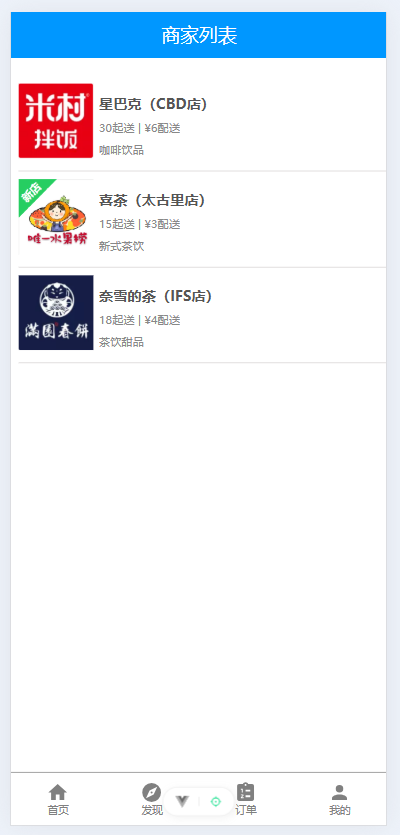 商家列表
米村
拌饭
星巴克（CBD店）
30起送 | ¥6配送
咖啡饮品
新店
唯一水果捞
喜茶（太古里店）
15起送 | ¥3配送
新式茶饮
满园春饼
奈雪的茶（IFS店）
18起送 | ¥4配送
茶饮甜品
首页
发现
订单
我的